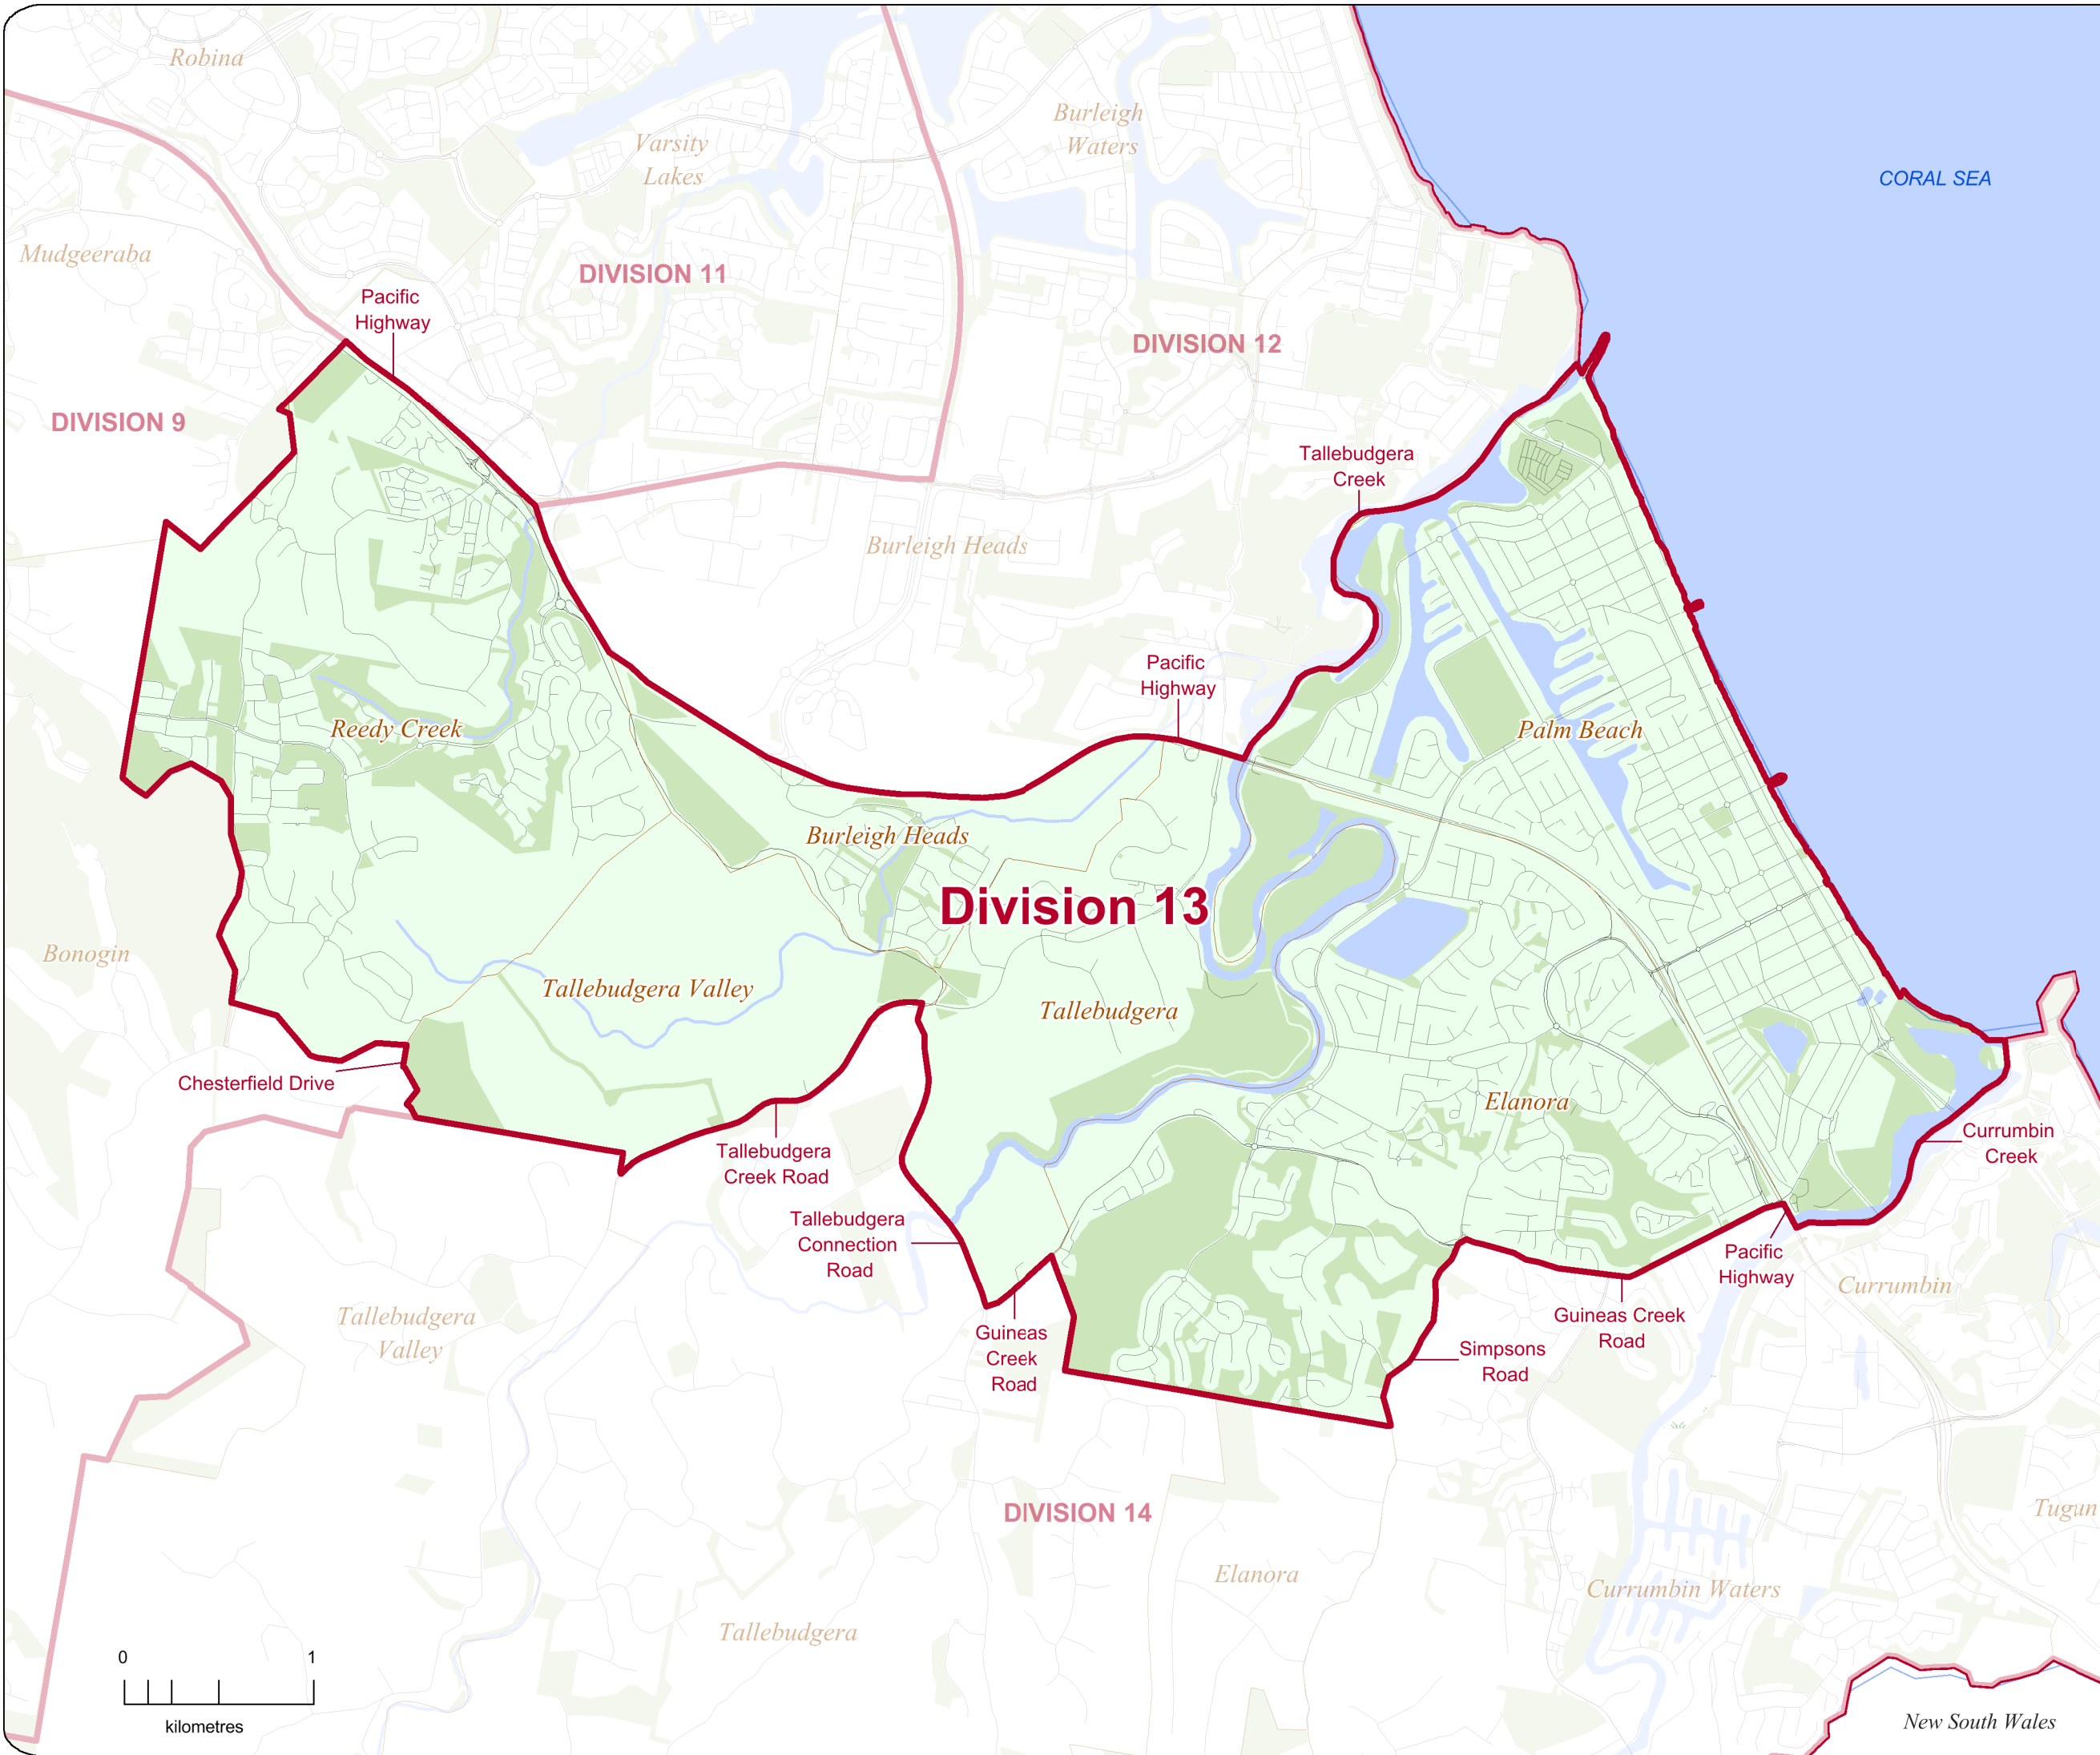 Robina
Burleigh
Waters
Varsity
Lakes
CORAL SEA
Mudgeeraba
DIVISION 11
Pacific
Highway
DIVISION 12
DIVISION 9
Tallebudgera
Creek
Burleigh Heads
Pacific
Highway
Reedy Creek
Palm Beach
Burleigh Heads
Division 13
Bonogin
Tallebudgera Valley
Tallebudgera
Chesterfield Drive
Elanora
Tallebudgera
Creek Road
Currumbin
Creek
Tallebudgera
Connection
Road
Pacific
Highway
Currumbin
Tallebudgera
Valley
Guineas
Creek
Road
Guineas Creek
Road
Simpsons
Road
DIVISION 14
Tugun
Elanora
Currumbin Waters
Tallebudgera
0 1
kilometres
New South Wales